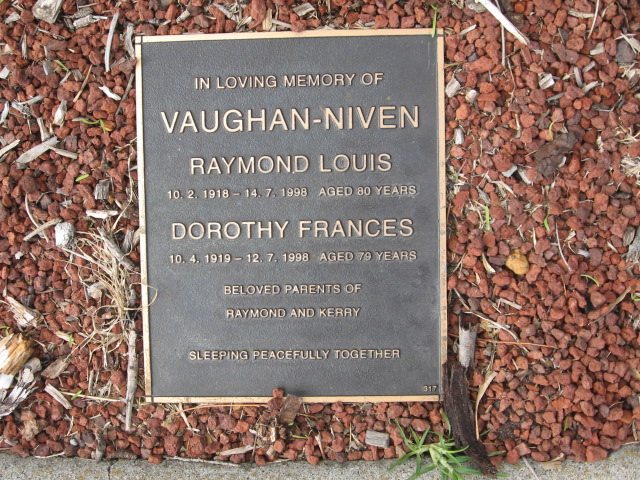 IN LOVING MEMORY OF
VAUGHAN-NIVEN
RAYMOND LOUIS
10. 2. 1918 – 14. 7. 1998 AGED 80 YEARS
DOROTHY FRANCES
10. 4. 1919 – 12. 7. 1998 AGED 79 YEARS
BELOVED PARENTS OF
RAYMOND AND KERRY
SLEEPING PEACEFULLY TOGETHER
317